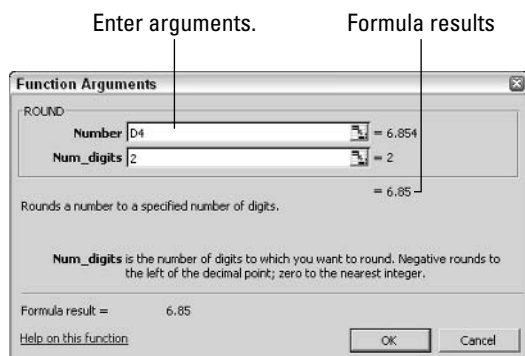 Enter arguments. Formula results
Function Arguments
ROUND
Number D4 = 6.854
Num_digits 2 = 2
= 6.85
Rounds a number to a specified number of digits.
Num_digits is the number of digits to which you want to round. Negative rounds to
the left of the decimal point; zero to the nearest integer.
Formula result = 6.85
Help on this function OK Cancel